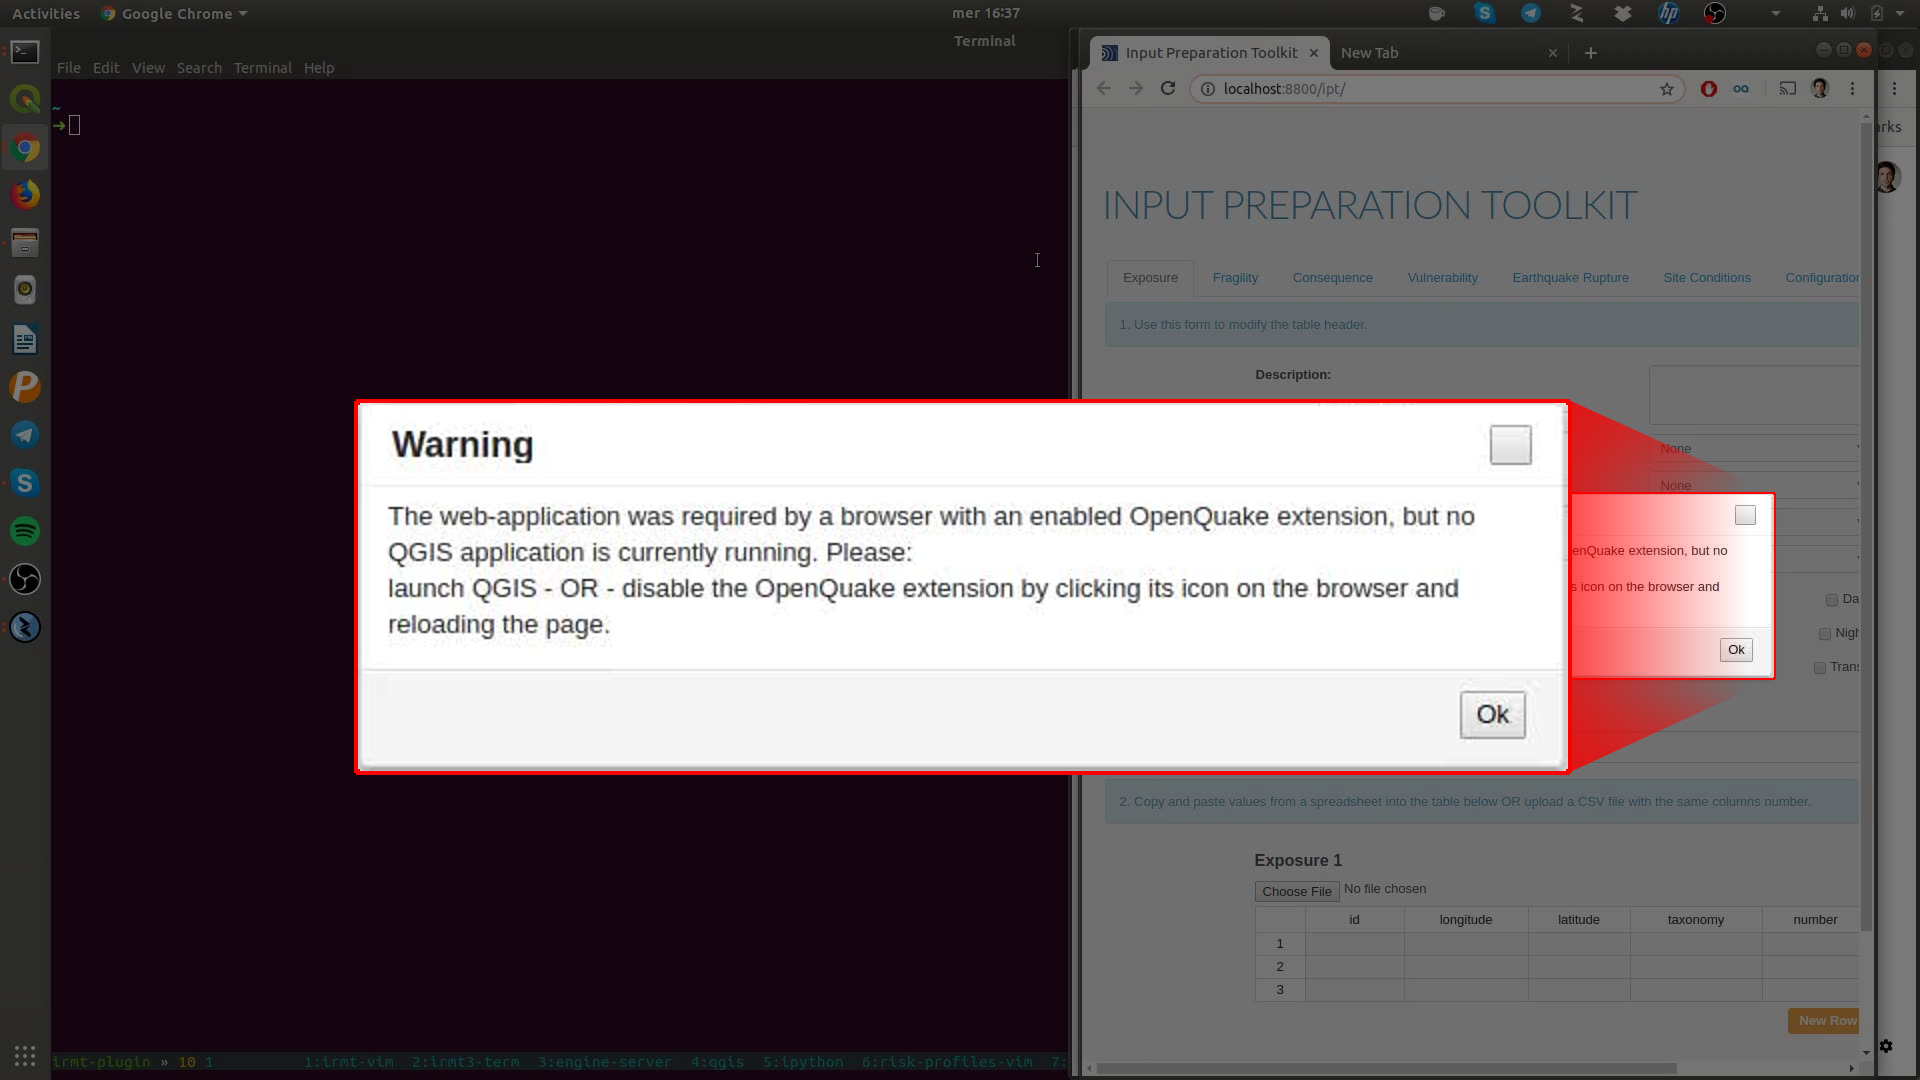 Activities
Google Chrome
mer 16:37
Terminal
File Edit View Search Terminal Help
~
irmt-plugin » 10 1 1:irmt-vim 2:irmt3-term 3:engine-server 4:qgis 5:ipython 6:risk-profiles-vim 7:
Input Preparation Toolkit
New Tab
localhost:8800/ipt/
arks
INPUT PREPARATION TOOLKIT
Exposure Fragility Consequence Vulnerability Earthquake Rupture Site Conditions Configuration
1. Use this form to modify the table header.
Description:
None
None
Warning
The web-application was required by a browser with an enabled OpenQuake extension, but no
QGIS application is currently running. Please:
launch QGIS - OR - disable the OpenQuake extension by clicking its icon on the browser and
reloading the page.
Ok
enQuake extension, but no
s icon on the browser and
Ok
Da
Nigh
Trans
2. Copy and paste values from a spreadsheet into the table below OR upload a CSV file with the same columns number.
Exposure 1
Choose File No file chosen
id longitude latitude taxonomy number
1
2
3
New Row